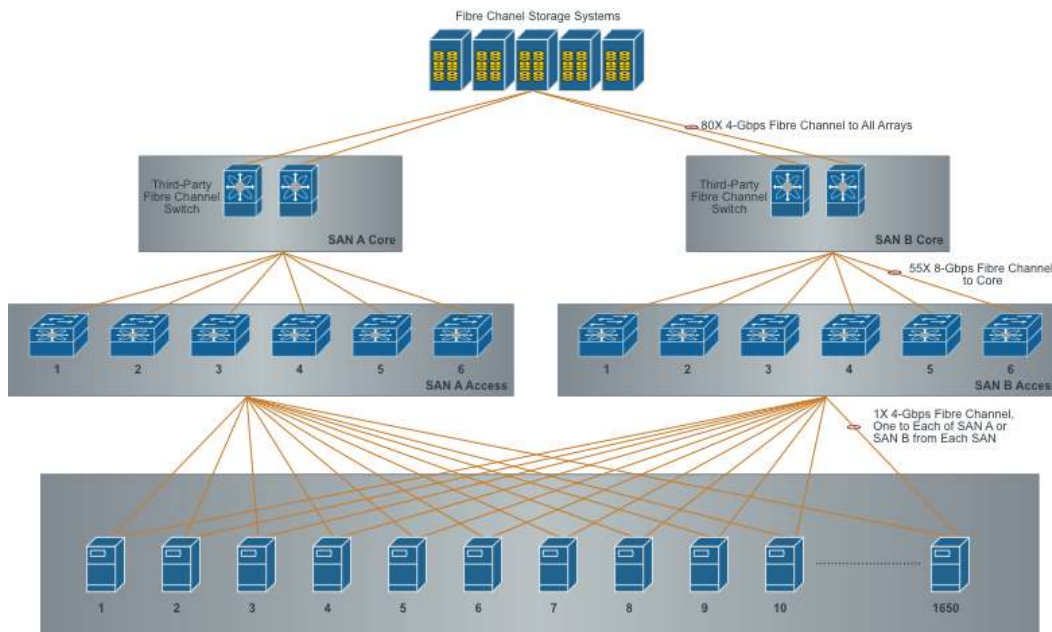 Fibre Chanel Storage Systems
80X 4-Gbps Fibre Channel to All Arrays
Third-Party
Fibre Channel
Switch
SAN A Core
Third-Party
Fibre Channel
Switch
SAN B Core
55X 8-Gbps Fibre Channel
to Core
1
2
3
4
5
6
SAN A Access
1
2
3
4
5
6
SAN B Access
1X 4-Gbps Fibre Channel,
One to Each of SAN A or
SAN B from Each SAN
1
2
3
4
5
6
7
8
9
10
1650